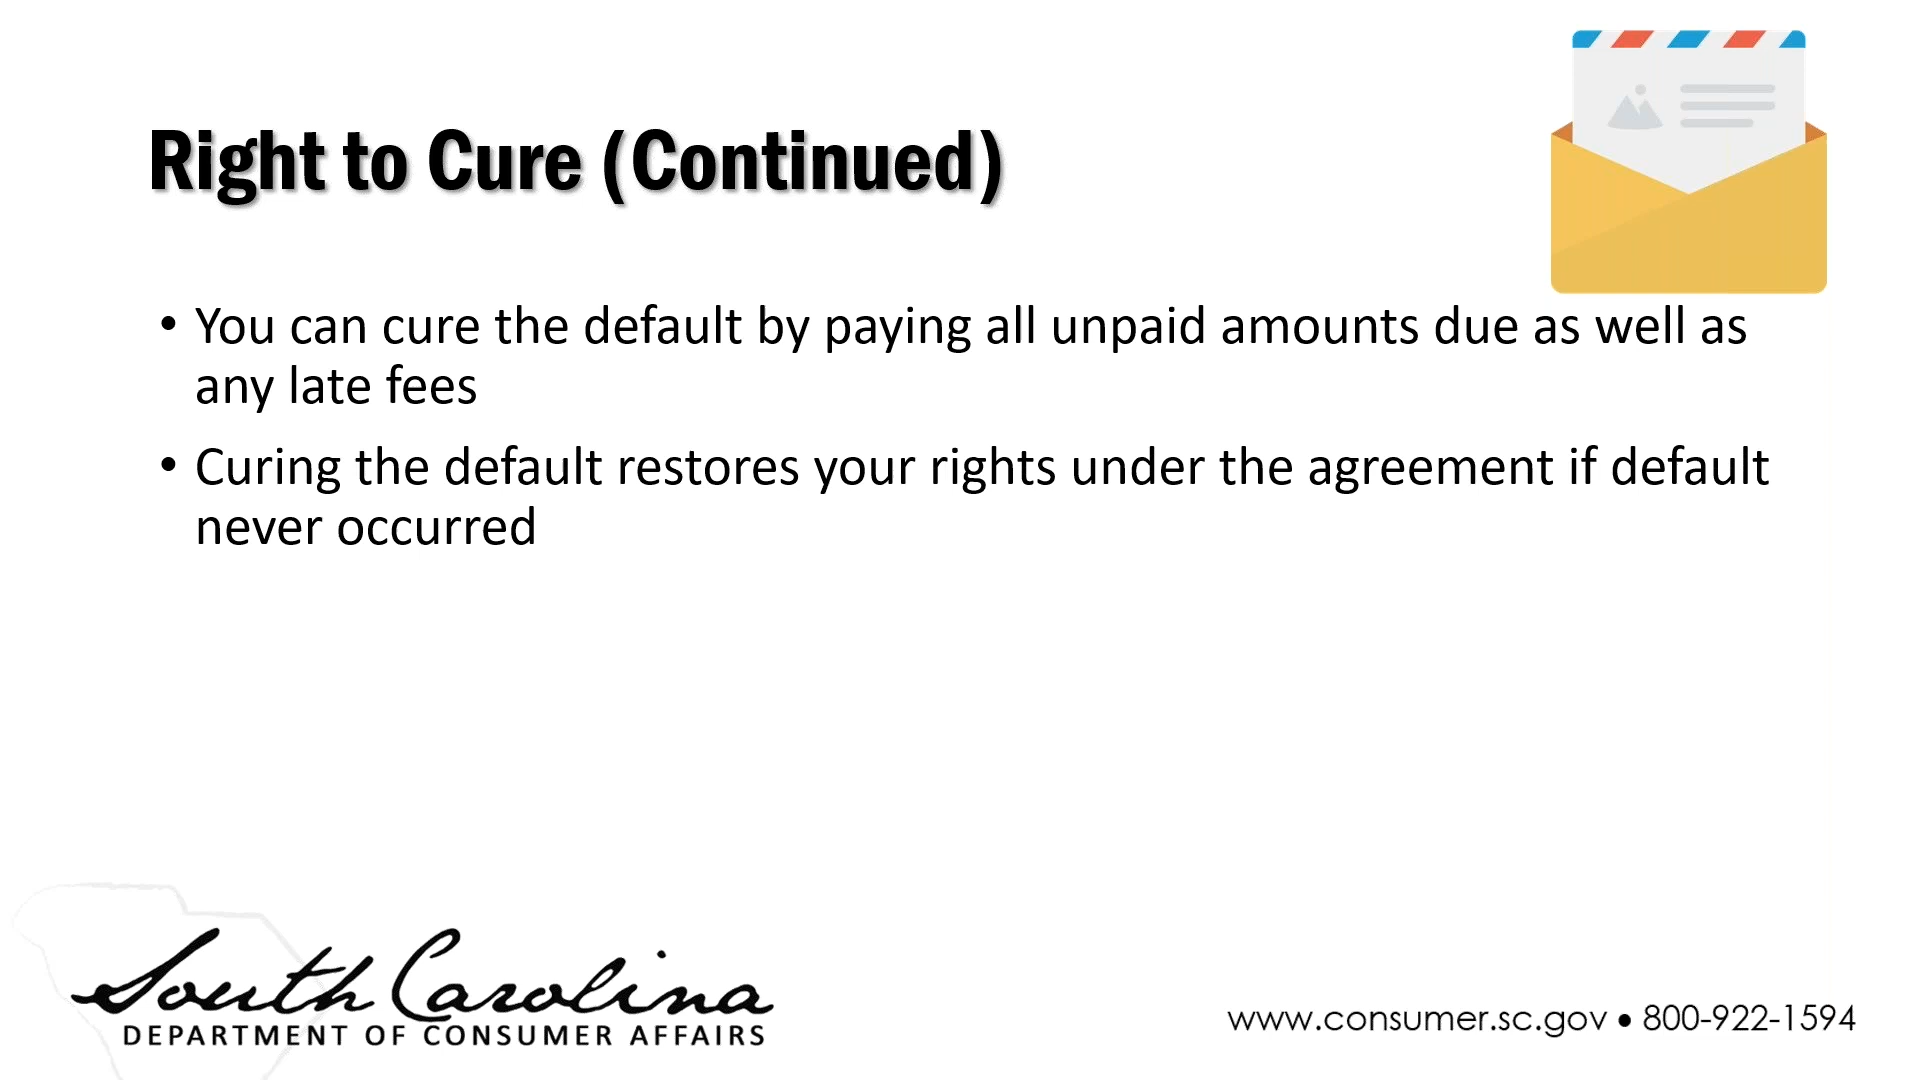 Right to Cure (Continued)
• You can cure the default by paying all unpaid amounts due as well as
any late fees
• Curing the default restores your rights under the agreement if default
never occurred
South Carolina
DEPARTMENT OF CONSUMER AFFAIRS
www.consumer.sc.gov • 800-922-1594